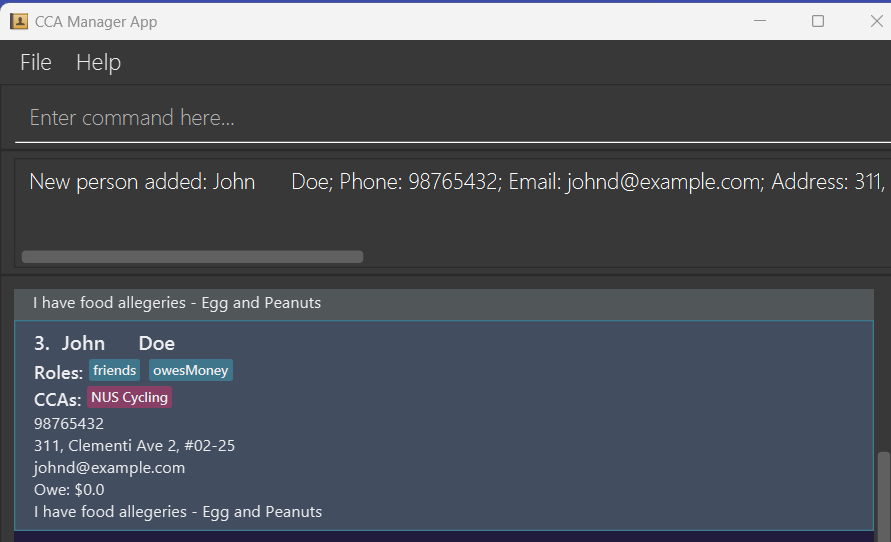 CCA Manager App
File Help
Enter command here...
New person added: John      Doe; Phone: 98765432; Email: johnd@example.com; Address: 311,
I have food allegeries - Egg and Peanuts
3. John      Doe
Roles: friends owesMoney
CCAs: NUS Cycling
98765432
311, Clementi Ave 2, #02-25
johnd@example.com
Owe: $0.0
I have food allegeries - Egg and Peanuts